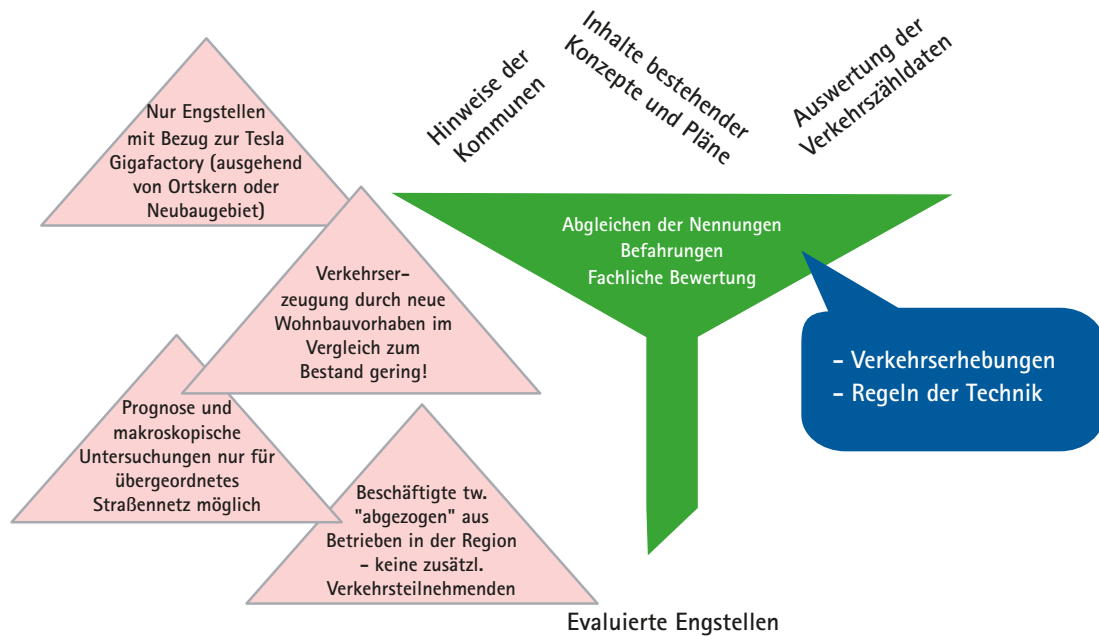 Nur Engstellen
mit Bezug zur Tesla
Gigafactory (ausgehend
von Ortskern oder
Neubaugebiet)
Verkehrser-
zeugung durch neue
Wohnbauvorhaben im
Vergleich zum
Bestand gering!
Prognose und
makroskopische
Untersuchungen nur für
übergeordnetes
Straßennetz möglich
Beschäftigte tw.
"abgezogen" aus
Betrieben in der Region
– keine zusätzl.
Verkehrsteilnehmenden
Hinweise der
Kommunen
Inhalte bestehender
Konzepte und Pläne
Auswertung der
Verkehrszähldaten
Abgleichen der Nennungen
Befahrungen
Fachliche Bewertung
– Verkehrserhebungen
– Regeln der Technik
Evaluierte Engstellen